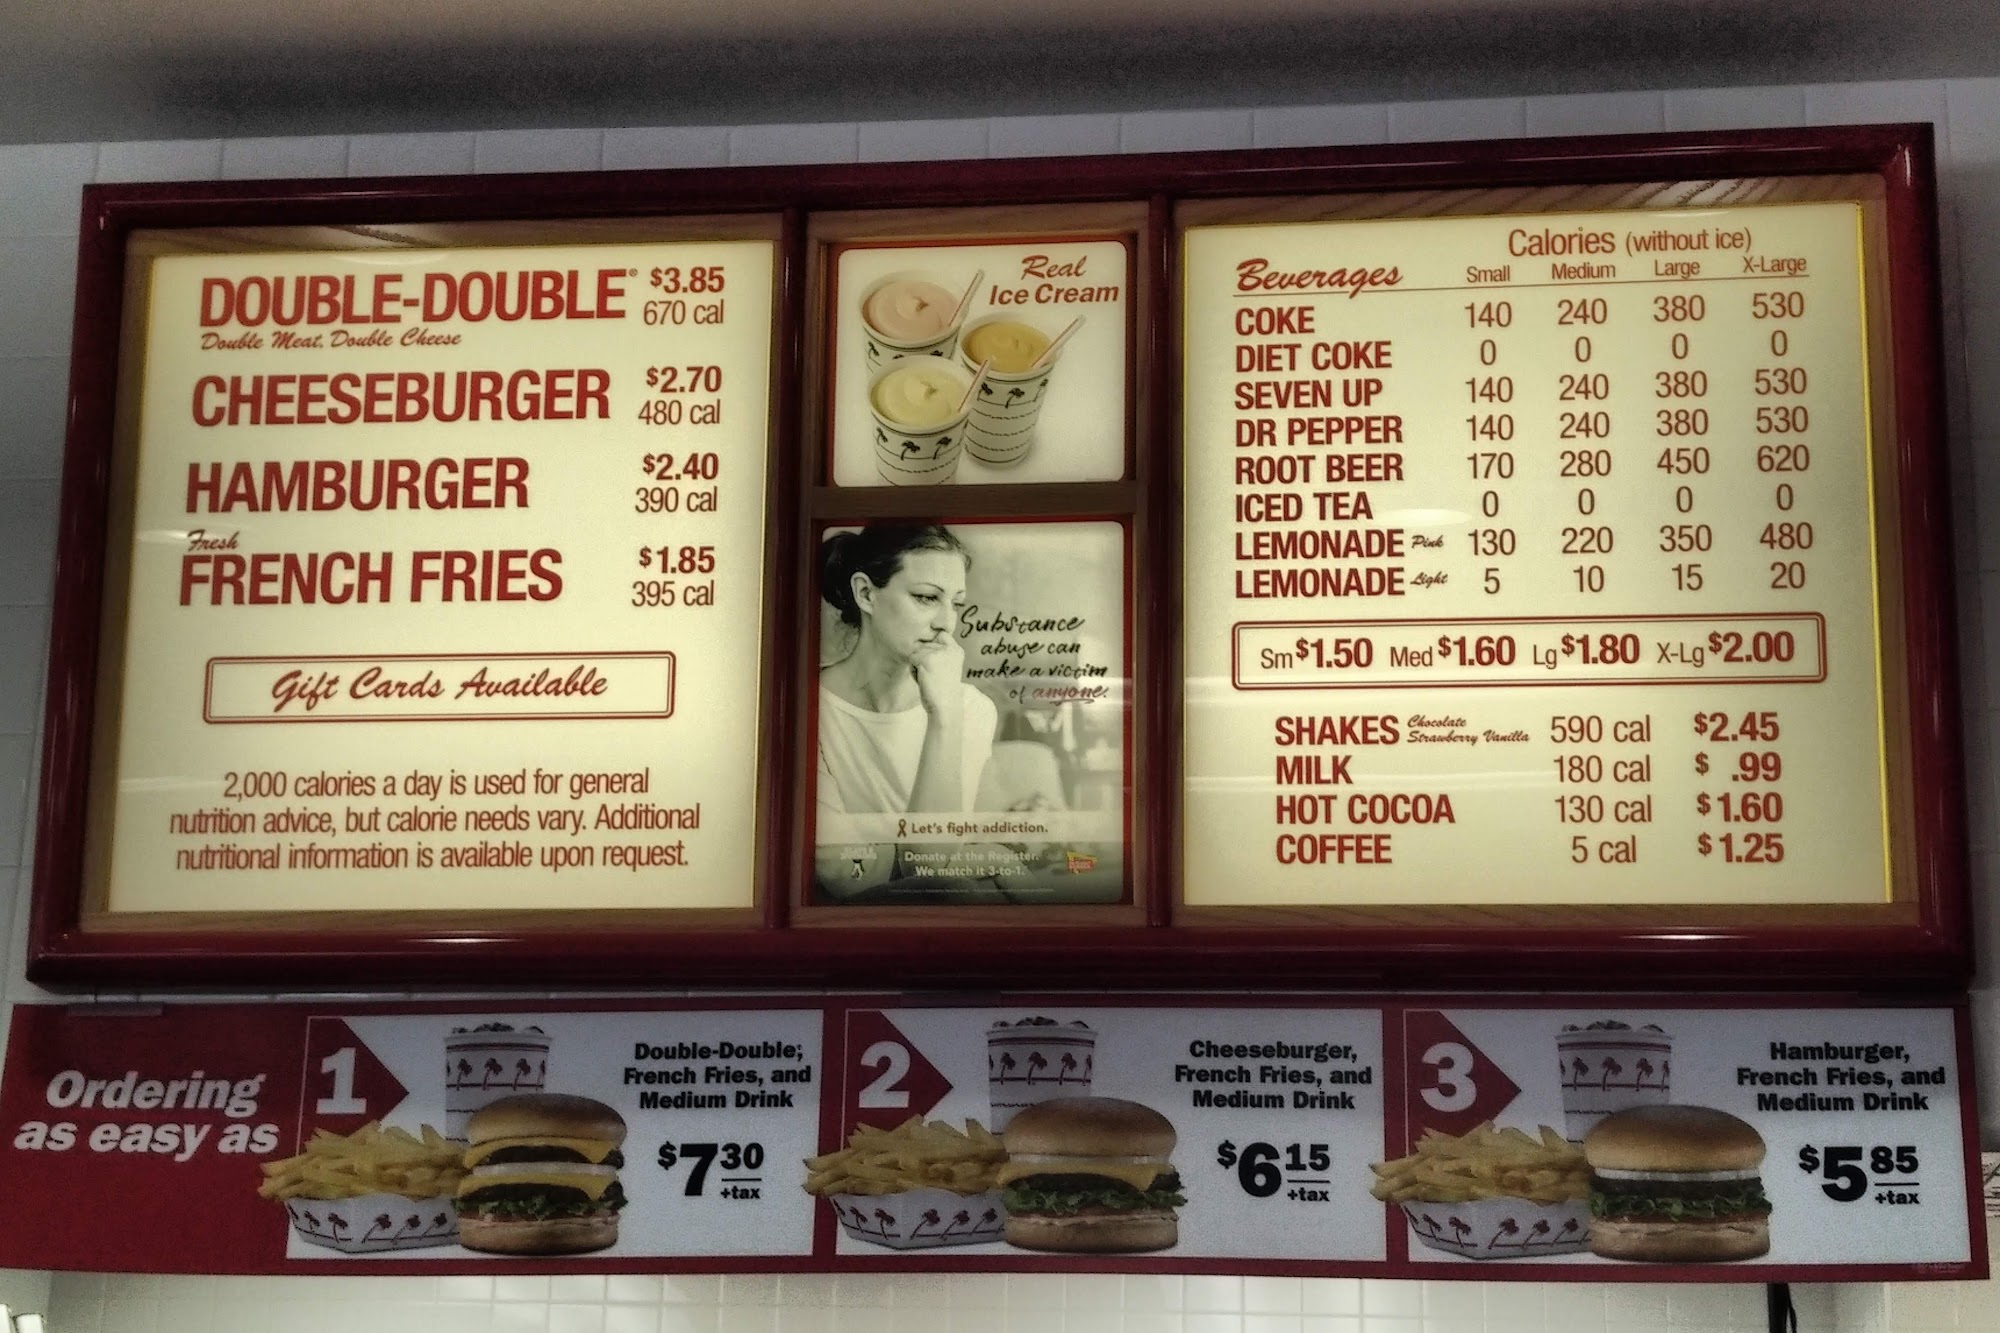 DOUBLE-DOUBLE® $3.85
670 cal
Double Meat. Double Cheese
CHEESEBURGER $2.70
480 cal
HAMBURGER $2.40
390 cal
Fresh
FRENCH FRIES $1.85
395 cal
Gift Cards Available
2,000 calories a day is used for general
nutrition advice, but calorie needs vary. Additional
nutritional information is available upon request.
Real
Ice Cream
Substance
abuse can
make a victim
of anyone.
Let's fight addiction.
Donate at the Register.
We match it 3-to-1.
Calories (without ice)
Beverages Small Medium Large X-Large
COKE 140 240 380 530
DIET COKE 0 0 0 0
SEVEN UP 140 240 380 530
DR PEPPER 140 240 380 530
ROOT BEER 170 280 450 620
ICED TEA 0 0 0 0
LEMONADE Pink 130 220 350 480
LEMONADE Light 5 10 15 20
Sm $1.50 Med $1.60 Lg $1.80 X-Lg $2.00
SHAKES Chocolate Strawberry Vanilla 590 cal $2.45
MILK 180 cal $ .99
HOT COCOA 130 cal $1.60
COFFEE 5 cal $1.25
Ordering
as easy as
1
Double-Double,®
French Fries, and
Medium Drink
$7 30
+tax
2
Cheeseburger,
French Fries, and
Medium Drink
$6 15
+tax
3
Hamburger,
French Fries, and
Medium Drink
$5 85
+tax